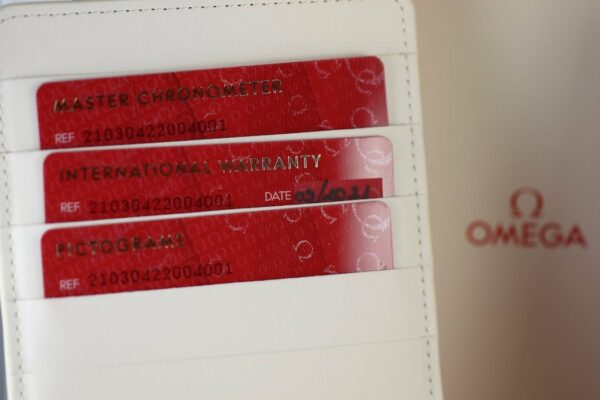 MASTER CHRONOMETER
REF 21030422004001
INTERNATIONAL WARRANTY
REF 21030422004001 DATE
PICTOGRAMS
REF 21030422004001
OMEGA